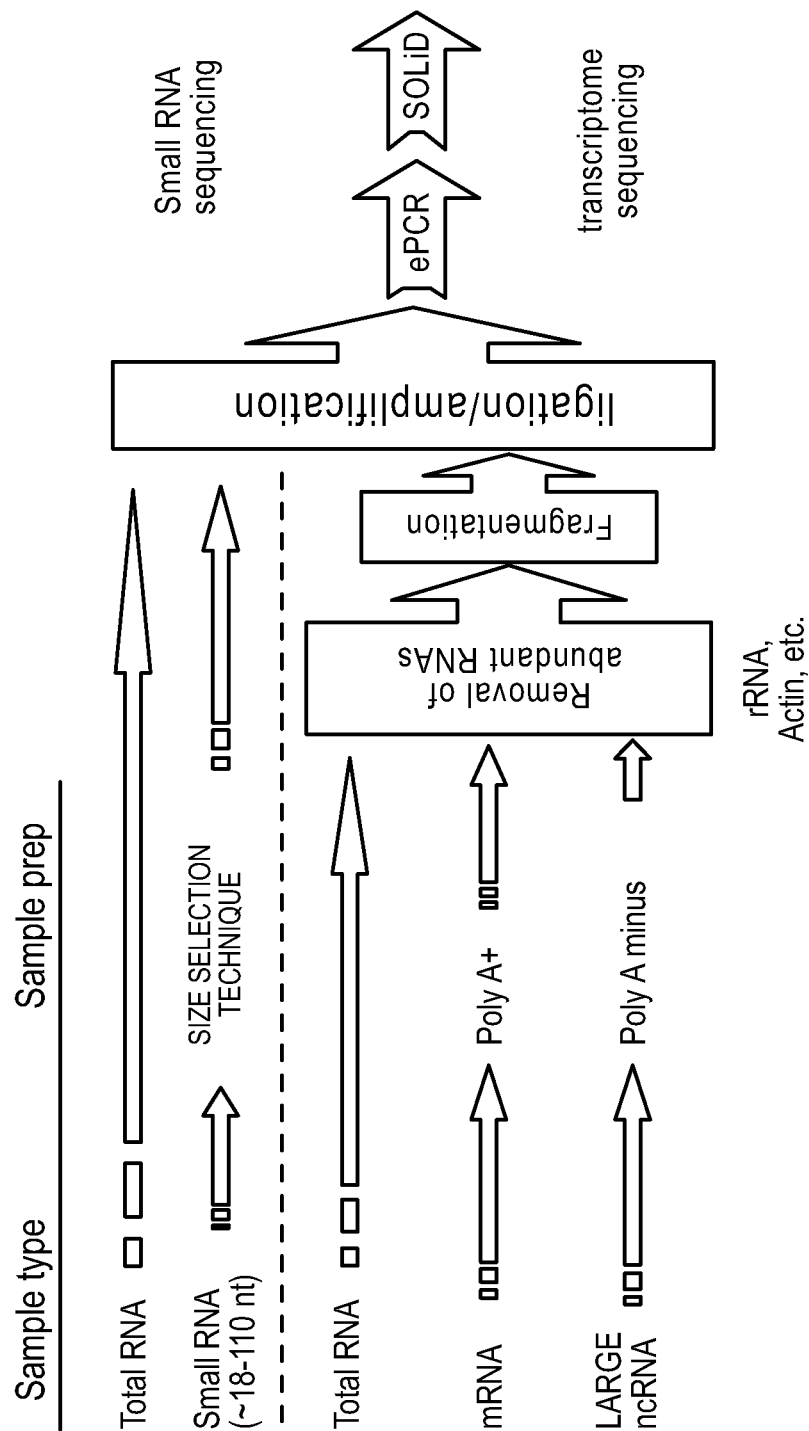 Sample type
Sample prep
Total RNA
Small RNA
(~18-110 nt)
SIZE SELECTION
TECHNIQUE
Total RNA
mRNA
Poly A+
LARGE
ncRNA
Poly A minus
Removal of
abundant RNAs
rRNA,
Actin, etc.
Fragmentation
ligation/amplification
ePCR
SOLiD
Small RNA
sequencing
transcriptome
sequencing